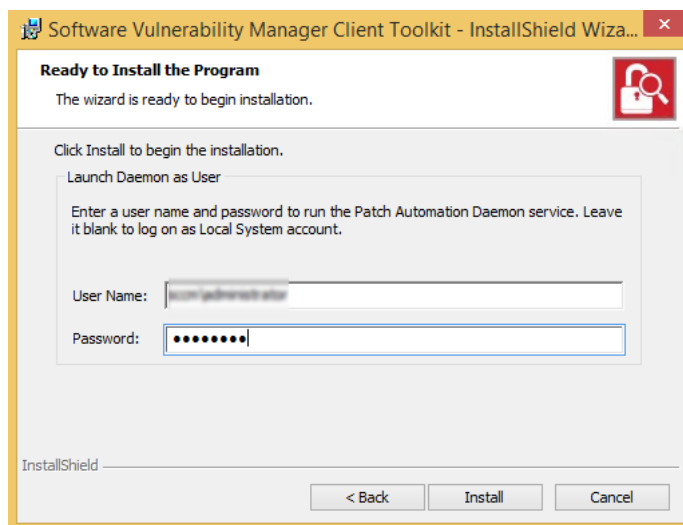 Software Vulnerability Manager Client Toolkit - InstallShield Wiza...
Ready to Install the Program
The wizard is ready to begin installation.
Click Install to begin the installation.
Launch Daemon as User
Enter a user name and password to run the Patch Automation Daemon service. Leave
it blank to log on as Local System account.
User Name:
Password: ●●●●●●●●
InstallShield
< Back Install Cancel